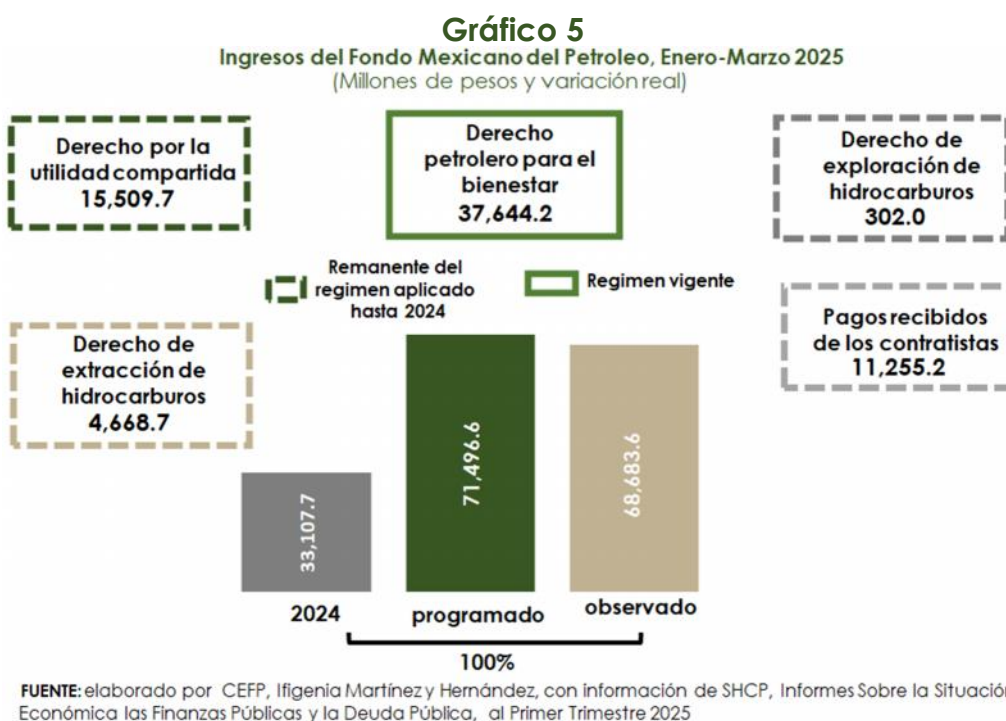 Gráfico 5
Ingresos del Fondo Mexicano del Petroleo, Enero-Marzo 2025
(Millones de pesos y variación real)
Derecho por la
utilidad compartida
15,509.7
Derecho
petrolero para el
bienestar
37,644.2
Derecho de
exploración de
hidrocarburos
302.0
Remanente del
regimen aplicado
hasta 2024
Regimen vigente
Derecho de
extracción de
hidrocarburos
4,668.7
Pagos recibidos
de los contratistas
11,255.2
33,107.7
71,496.6
68,683.6
2024
programado
observado
100%
FUENTE: elaborado por CEFP, Ifigenia Martínez y Hernández, con información de SHCP, Informes Sobre la Situación
Económica las Finanzas Públicas y la Deuda Pública, al Primer Trimestre 2025